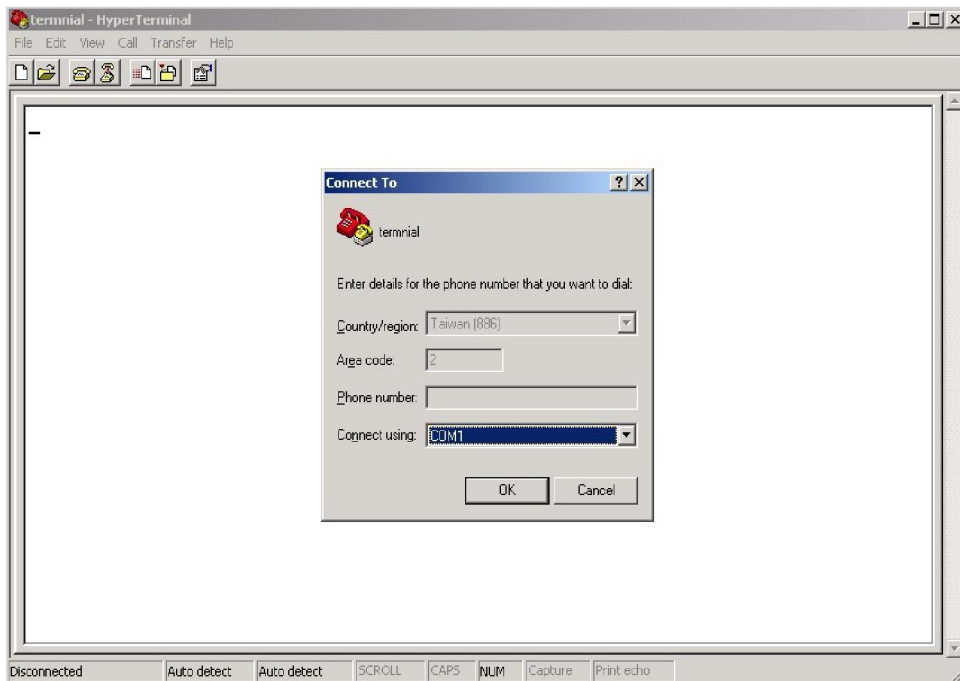 termnial - HyperTerminal
File Edit View Call Transfer Help
Connect To
termnial
Enter details for the phone number that you want to dial:
Country/region: Taiwan (886)
Area code: 2
Phone number:
Connect using: COM1
OK Cancel
Disconnected Auto detect Auto detect SCROLL CAPS NUM Capture Print echo